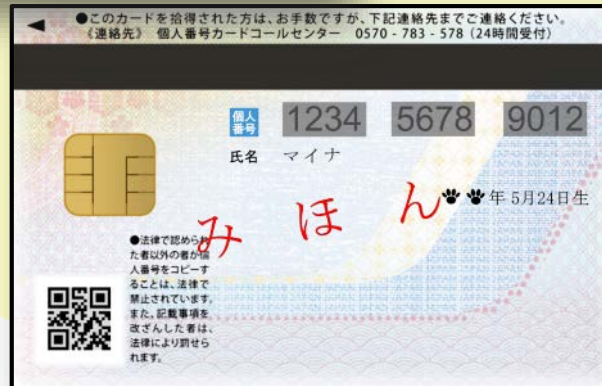 ●このカードを拾得された方は、お手数ですが、下記連絡先までご連絡ください。
《連絡先》 個人番号カードコールセンター 0570 - 783 - 578（24時間受付）
個人
番号
1234 5678 9012
氏名 マイナ
年 5月24日生
みほん
●法律で認められ
た者以外の者が個
人番号をコピーす
ることは、法律で
禁止されています。
また、記載事項を
改ざんした者は、
法律により罰せら
れます。